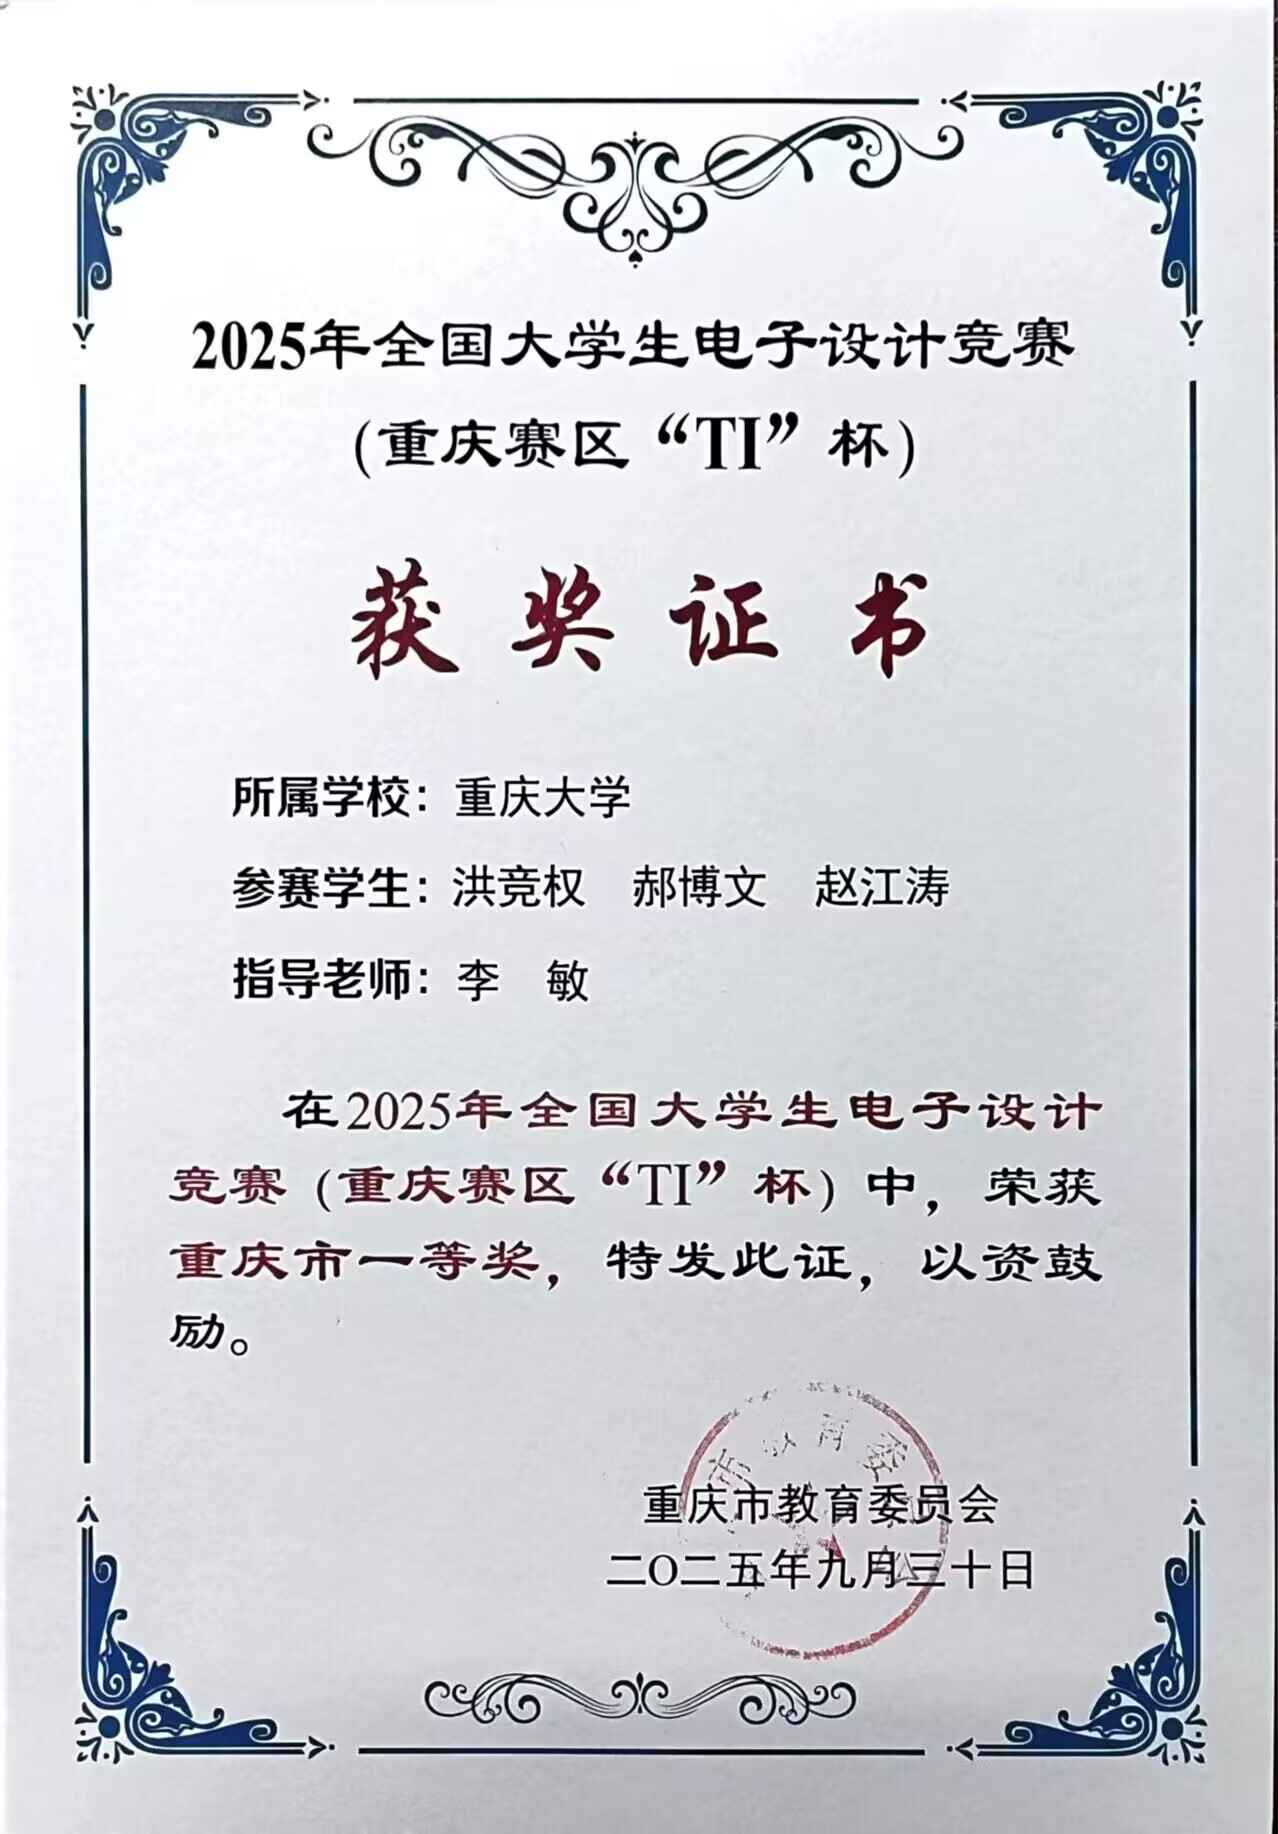 2025年全国大学生电子设计竞赛
(重庆赛区“TI”杯)
获奖证书
所属学校：重庆大学
参赛学生：洪竞权 郝博文 赵江涛
指导老师：李 敏
在2025年全国大学生电子设计
竞赛(重庆赛区“TI”杯)中，荣获
重庆市一等奖，特发此证，以资鼓
励。
重庆市教育委员会
二O二五年九月三十日